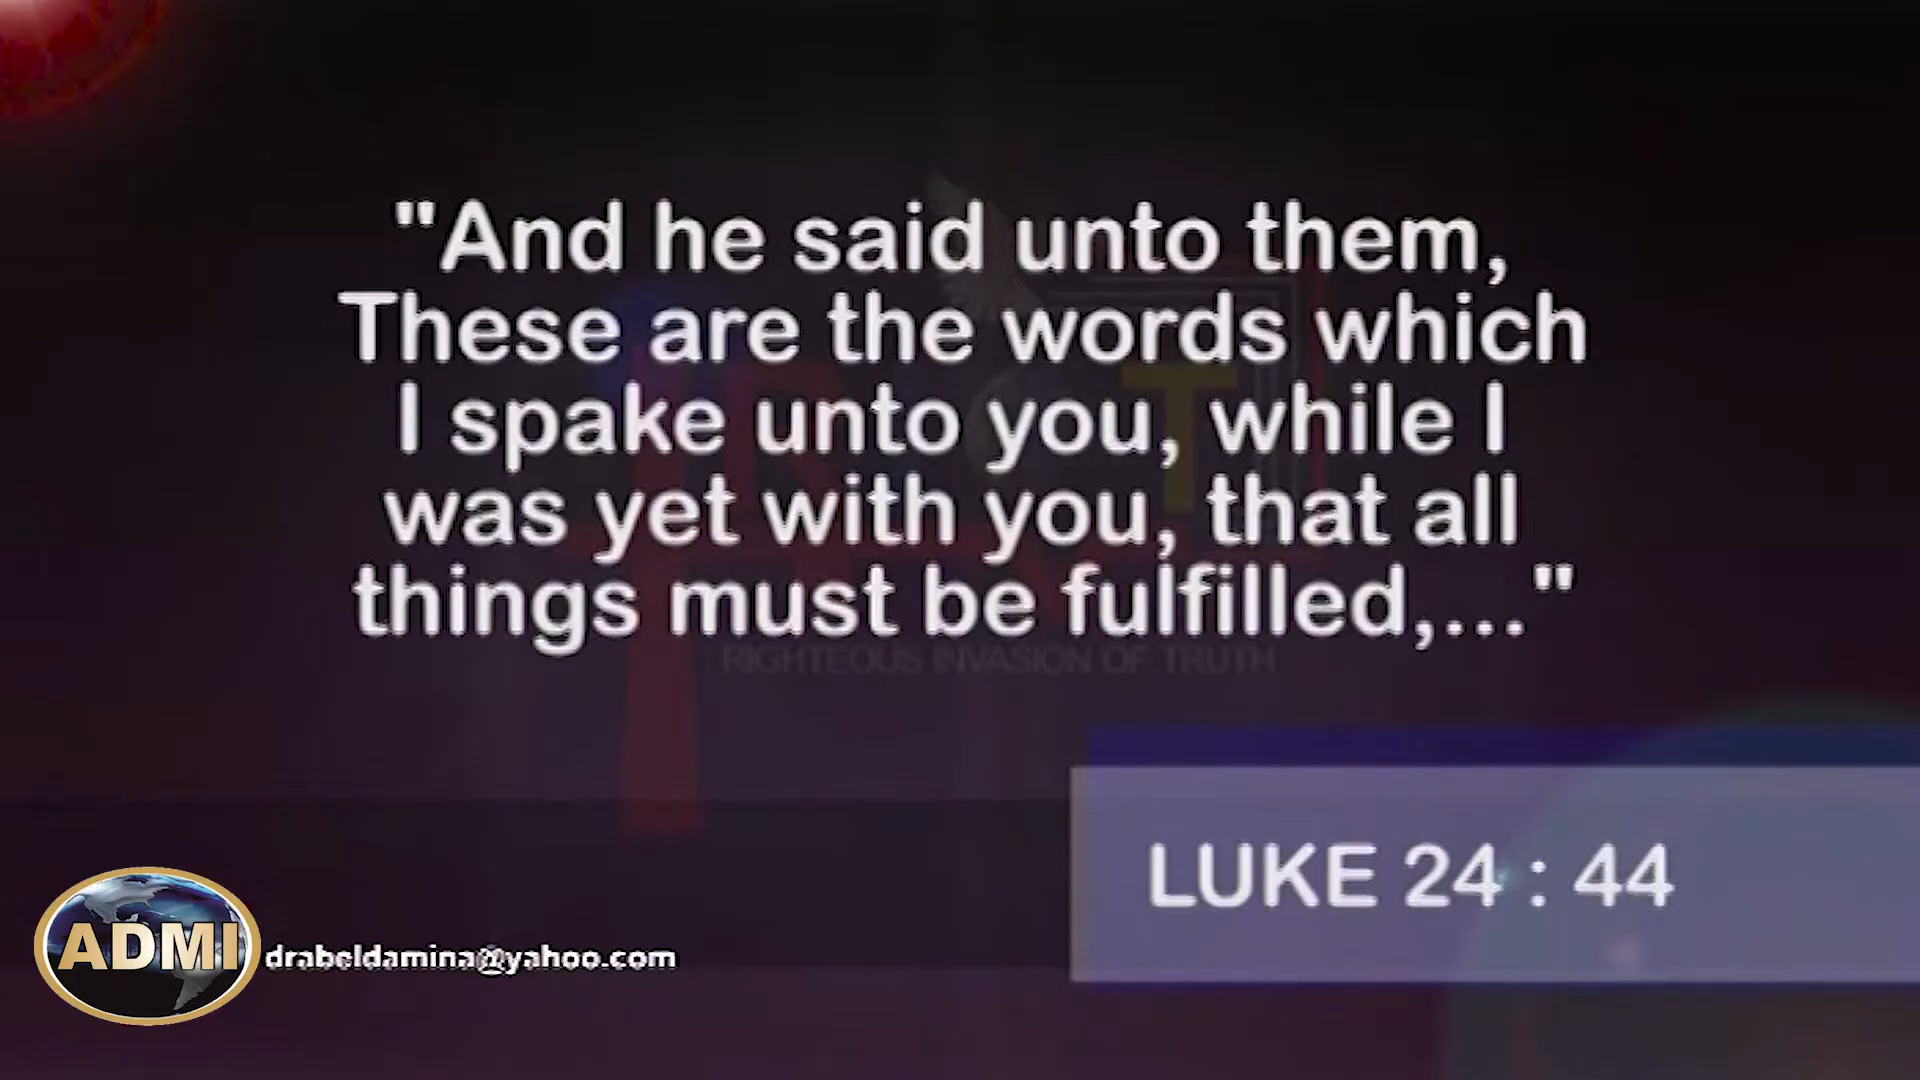 "And he said unto them,
These are the words which
I spake unto you, while I
was yet with you, that all
things must be fulfilled,..."
RIGHTEOUS INVASION OF TRUTH
LUKE 24 : 44
ADMI
drabeldamina@yahoo.com